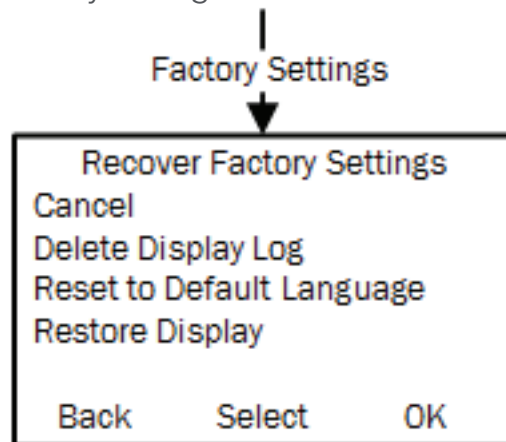 Factory Settings
Recover Factory Settings
Cancel
Delete Display Log
Reset to Default Language
Restore Display
Back Select OK